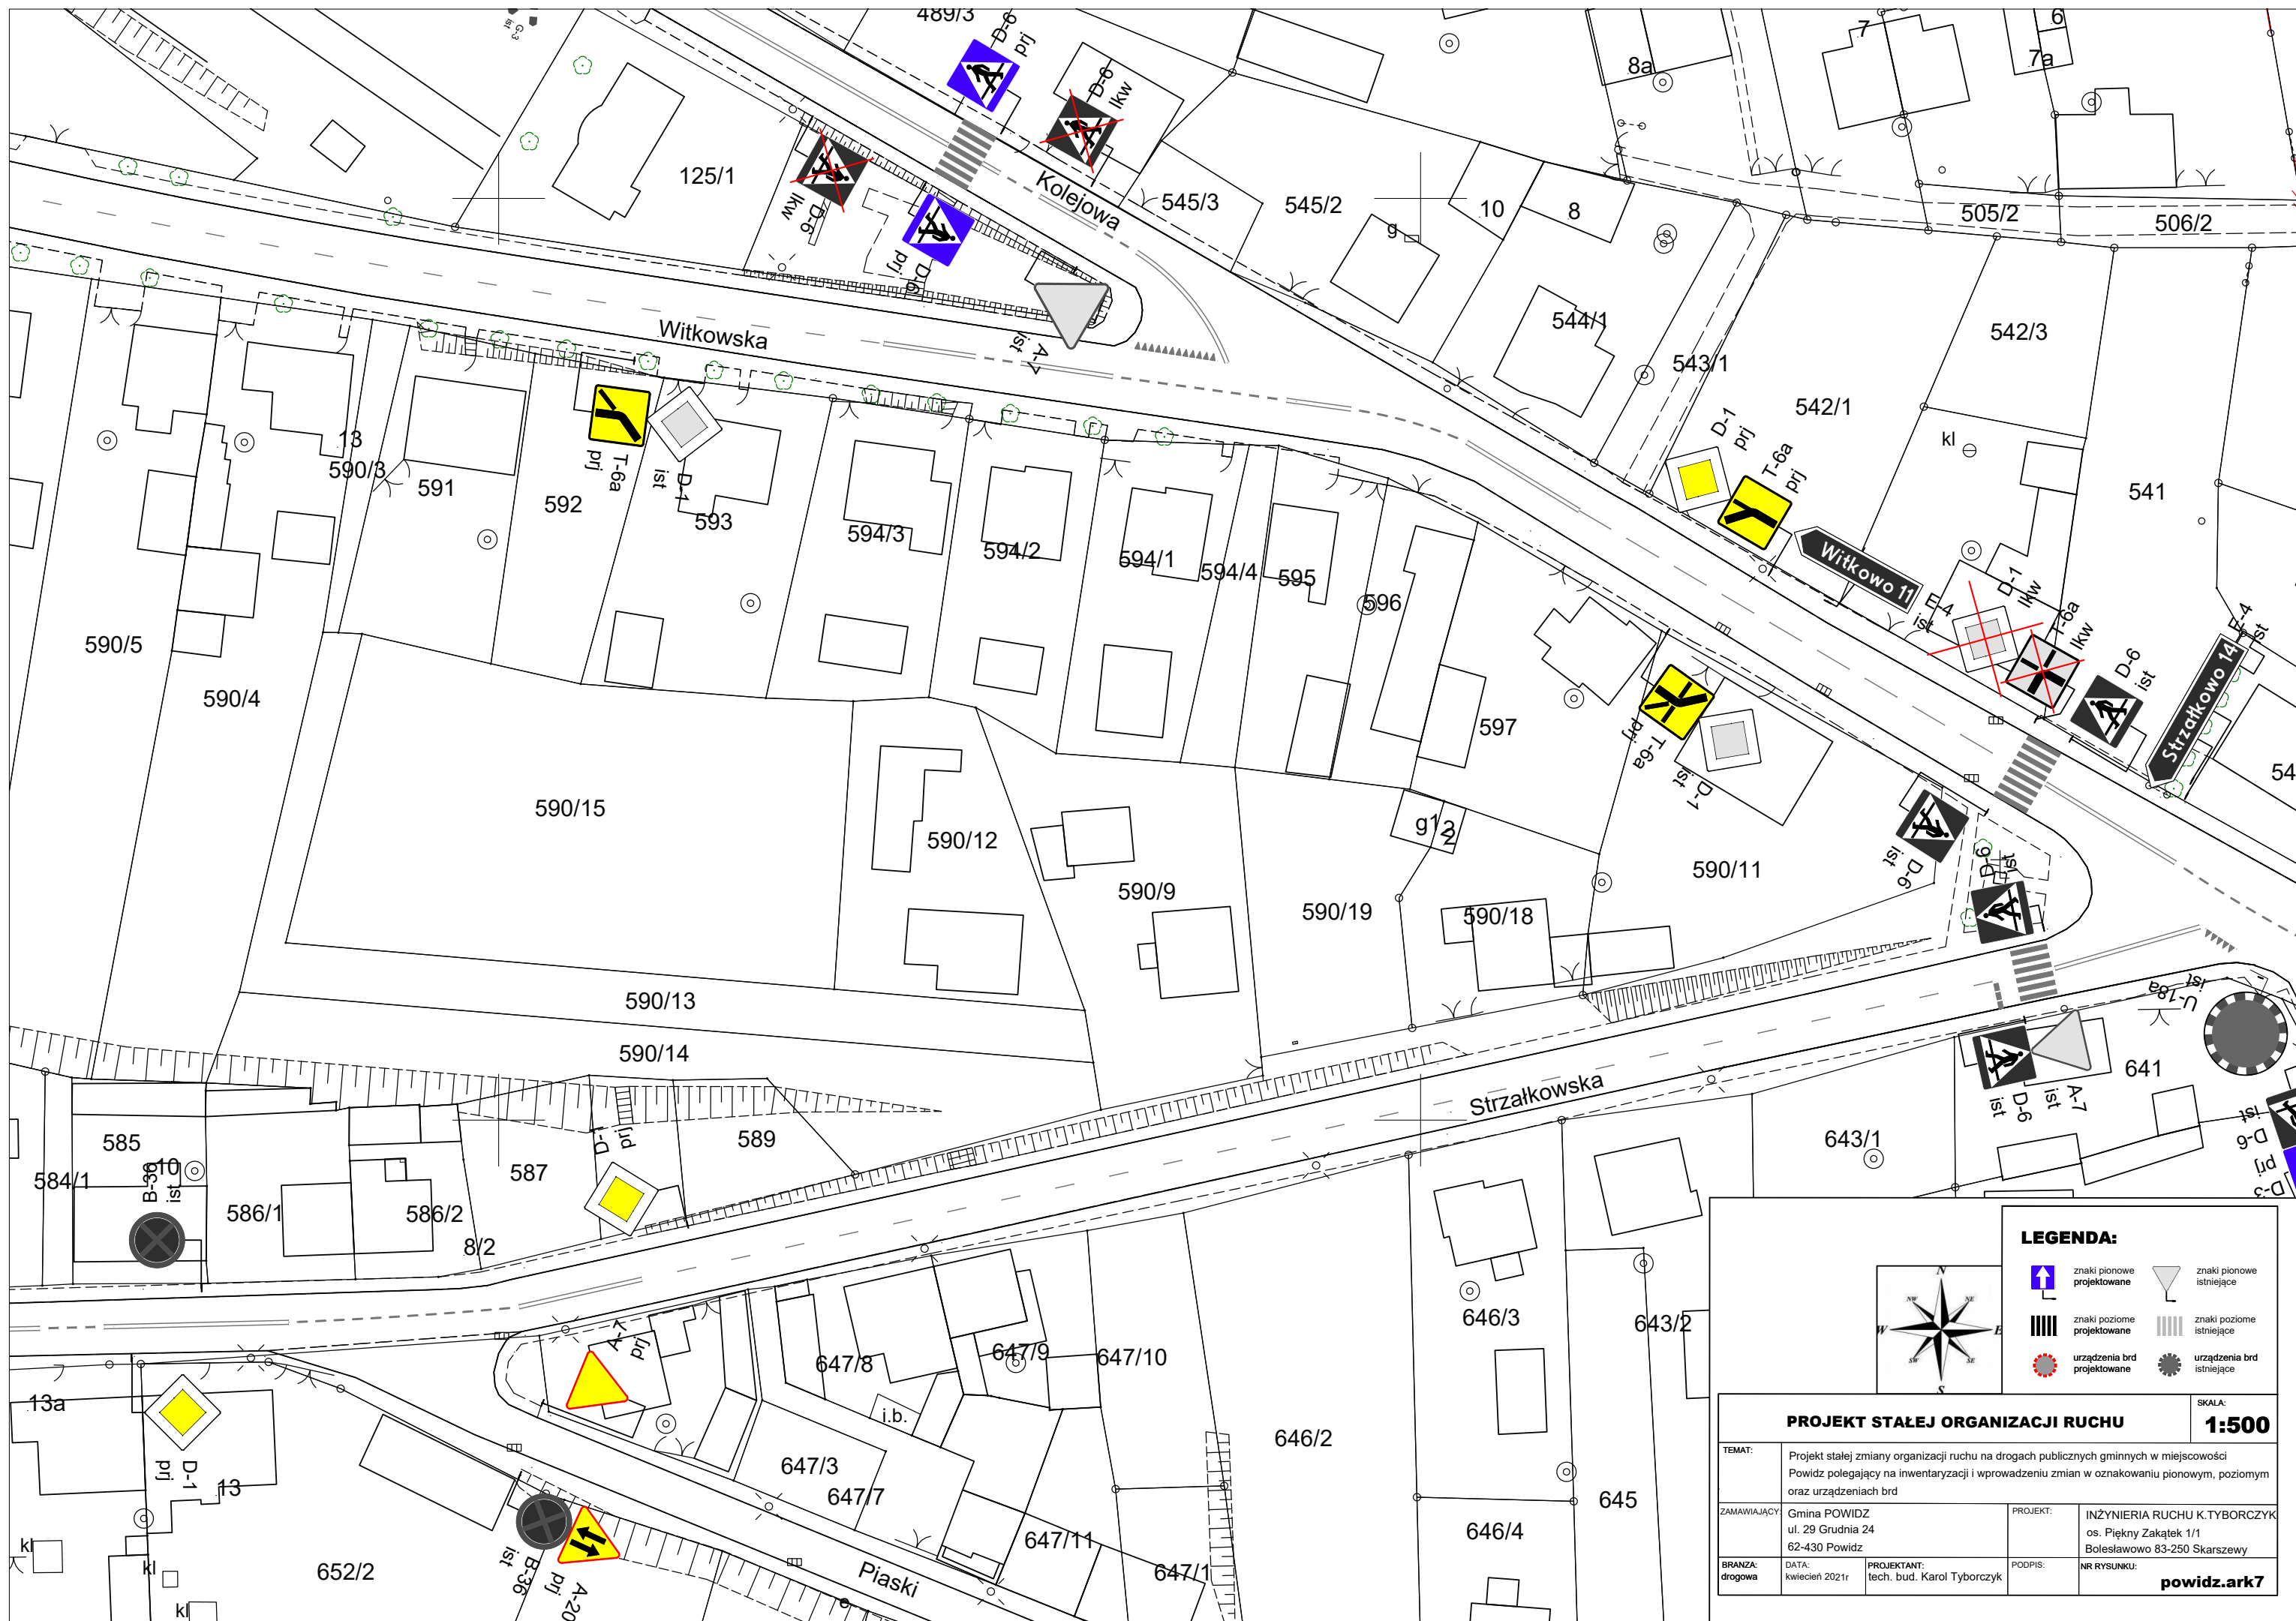 G-3
ist
489/3
D-6
prj
D-6
lkw
125/1
D-6
lkw
D-6
prj
Kolejowa
545/3
545/2
g
10
8
8a
7
6
7a
505/2
506/2
Witkowska
A-7
ist
544/1
543/1
542/3
542/1
kl
541
D-1
prj
T-6a
prj
Witkowo 11
E-4
ist
D-1
lkw
T-6a
lkw
D-6
ist
E-4
ist
Strzałkowo 14
T-6a
prj
D-1
ist
13
590/3
591
592
593
594/3
594/2
594/1
594/4
595
596
597
590/5
590/4
590/15
590/12
590/9
590/19
590/18
590/11
g1
2
2
T-6a
prj
D-1
ist
D-6
ist
D-6
ist
54
590/13
590/14
U-18a
ist
Strzałkowska
D-6
ist
A-7
ist
641
D-6
ist
D-3
prj
643/1
585
584/1
B-36
ist
10
586/1
586/2
587
8/2
589
D-1
prj
A-7
prj
647/8
647/9
647/10
646/3
643/2
13a
D-1
prj
13
i.b.
647/3
647/7
646/2
645
646/4
647/11
647/1
B-36
ist
A-20
prj
Piaski
652/2
kl
kl
kl
LEGENDA:
znaki pionowe
projektowane
znaki pionowe
istniejące
znaki poziome
projektowane
znaki poziome
istniejące
urządzenia brd
projektowane
urządzenia brd
istniejące
N
NE
E
SE
S
SW
W
NW
PROJEKT STAŁEJ ORGANIZACJI RUCHU
SKALA:
1:500
TEMAT:
Projekt stałej zmiany organizacji ruchu na drogach publicznych gminnych w miejscowości
Powidz polegający na inwentaryzacji i wprowadzeniu zmian w oznakowaniu pionowym, poziomym
oraz urządzeniach brd
ZAMAWIAJĄCY:
Gmina POWIDZ
ul. 29 Grudnia 24
62-430 Powidz
PROJEKT:
INŻYNIERIA RUCHU K.TYBORCZYK
os. Piękny Zakątek 1/1
Bolesławowo 83-250 Skarszewy
BRANZA:
drogowa
DATA:
kwiecień 2021r
PROJEKTANT:
tech. bud. Karol Tyborczyk
PODPIS:
NR RYSUNKU:
powidz.ark7